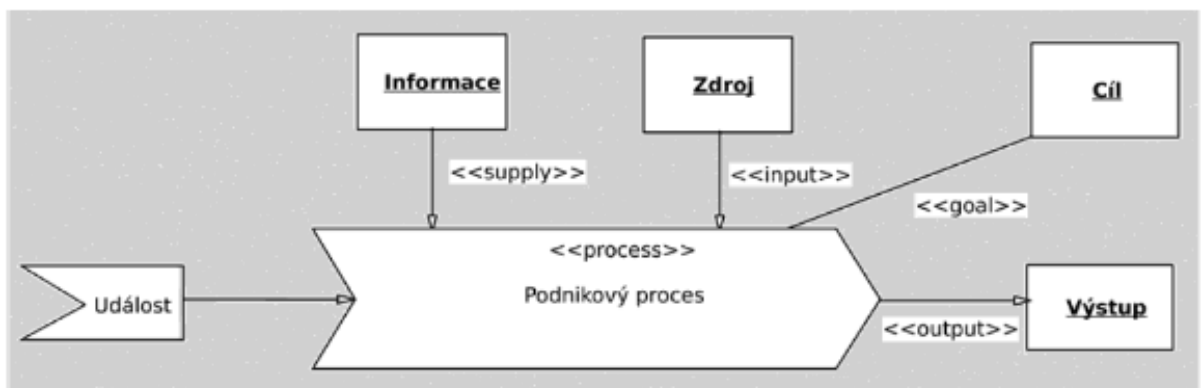 Informace
Zdroj
Cíl
<<supply>>
<<input>>
<<goal>>
<<process>>
Podnikový proces
Událost
Výstup
<<output>>